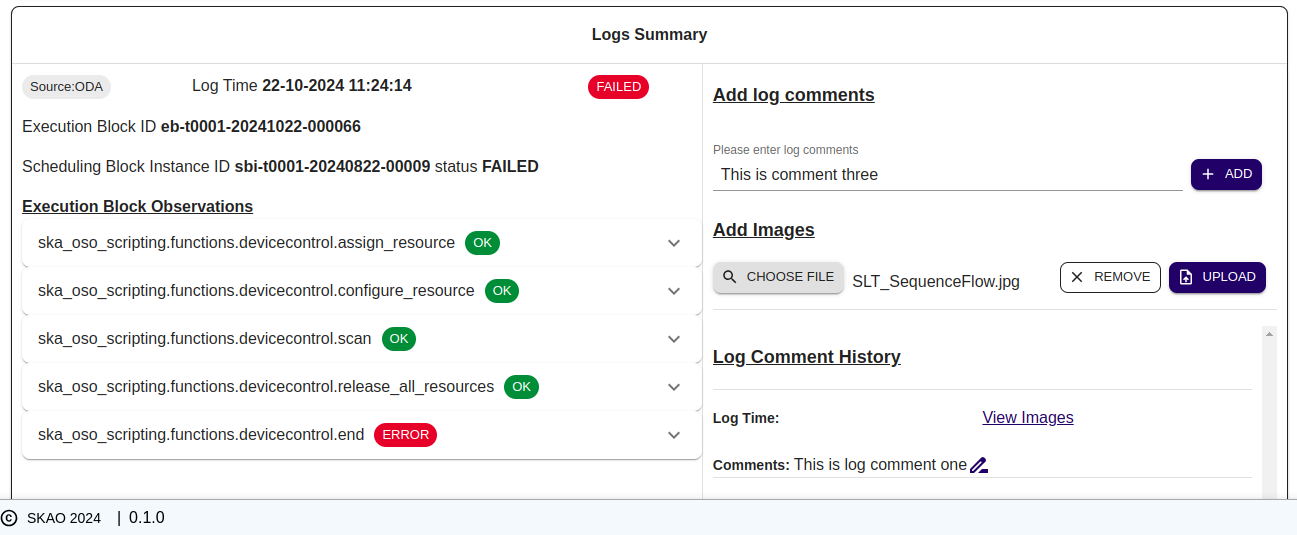 Logs Summary
Source:ODA
Log Time 22-10-2024 11:24:14
FAILED
Execution Block ID eb-t0001-20241022-000066
Scheduling Block Instance ID sbi-t0001-20240822-00009 status FAILED
Execution Block Observations
ska_oso_scripting.functions.devicecontrol.assign_resource OK
ska_oso_scripting.functions.devicecontrol.configure_resource OK
ska_oso_scripting.functions.devicecontrol.scan OK
ska_oso_scripting.functions.devicecontrol.release_all_resources OK
ska_oso_scripting.functions.devicecontrol.end ERROR
Add log comments
Please enter log comments
This is comment three
+ ADD
Add Images
CHOOSE FILE SLT_SequenceFlow.jpg
REMOVE
UPLOAD
Log Comment History
Log Time: View Images
Comments: This is log comment one
© SKAO 2024 | 0.1.0